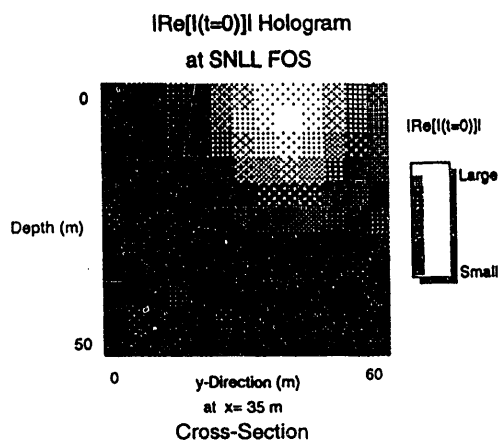 |Re[I(t=0)]| Hologram
at SNLL FOS
0
|Re[I(t=0)]|
Large
Depth (m)
Small
50
0
y-Direction (m)
60
at x= 35 m
Cross-Section